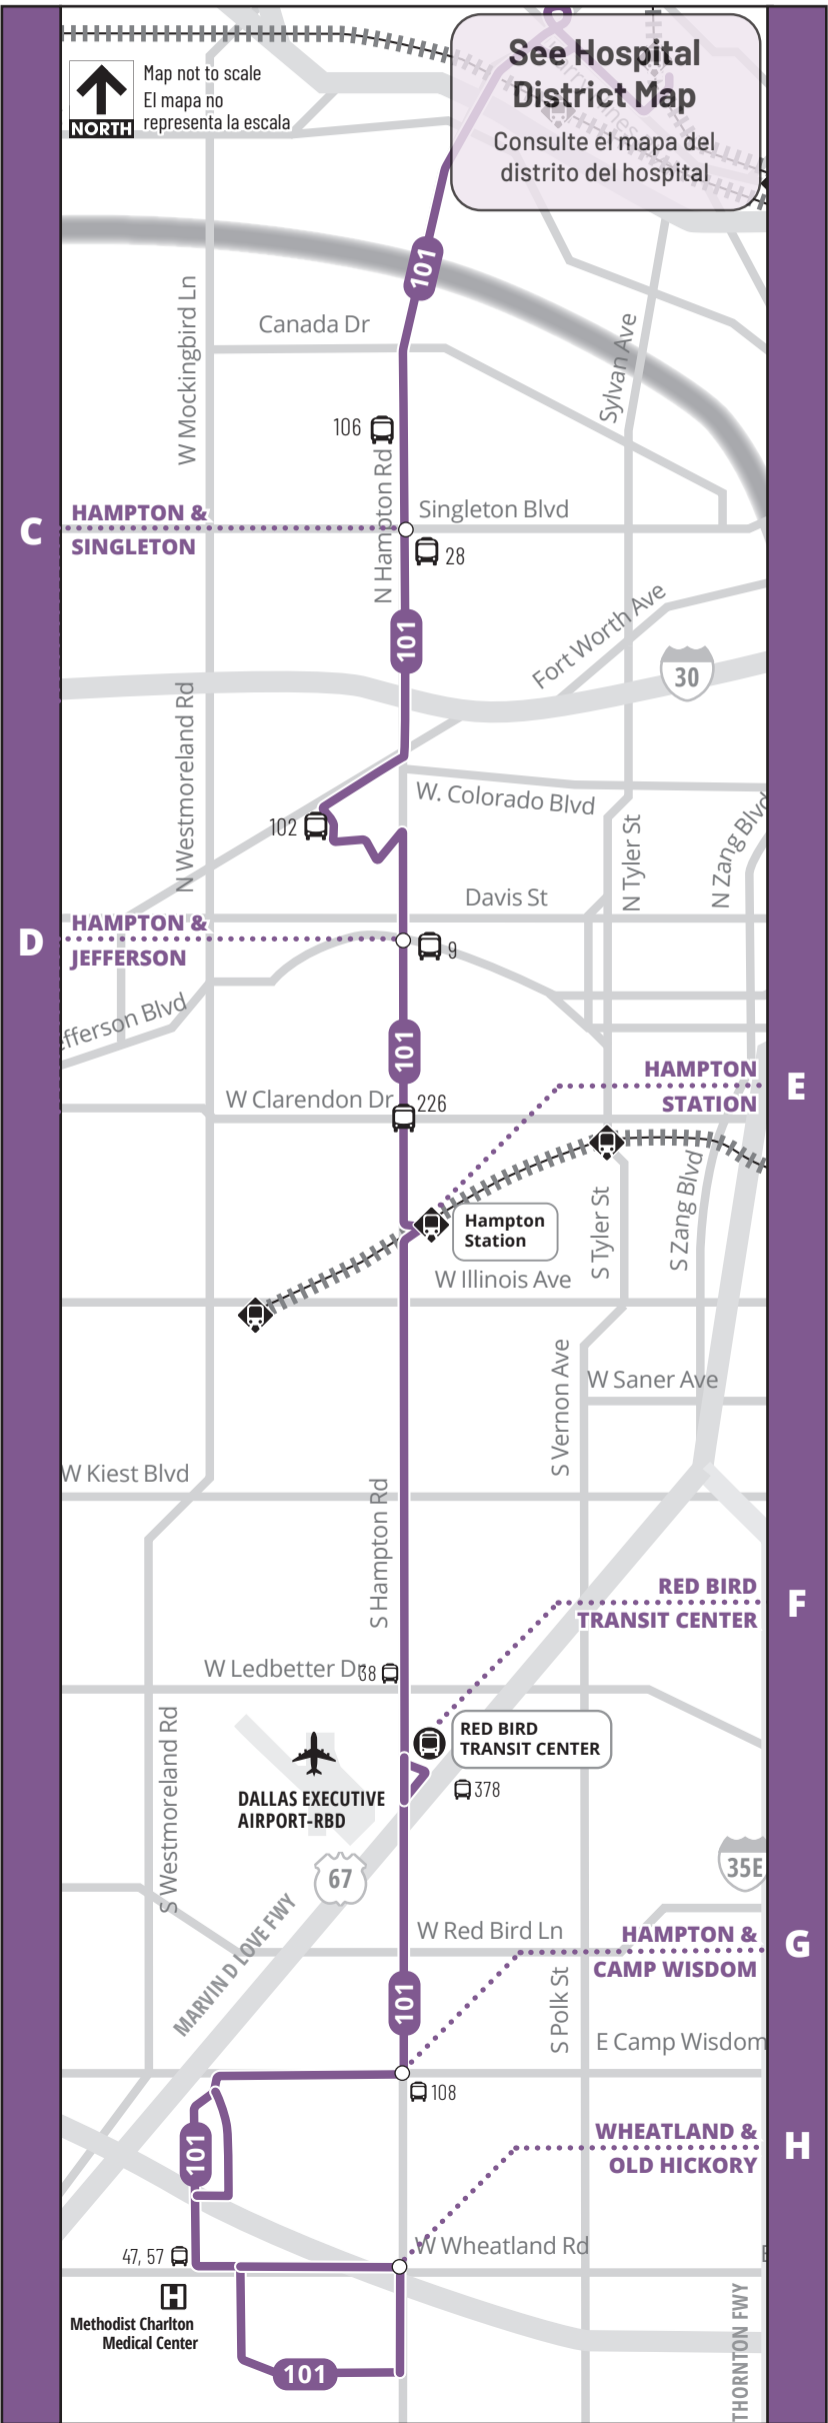 See Hospital
District Map
Consulte el mapa del
distrito del hospital
Map not to scale
El mapa no
representa la escala
NORTH
101
W Mockingbird Ln
Canada Dr
Sylvan Ave
106
N Hampton Rd
C
HAMPTON &
SINGLETON
Singleton Blvd
28
101
Fort Worth Ave
30
N Westmoreland Rd
W. Colorado Blvd
102
N Tyler St
N Zang Blvd
Davis St
D
HAMPTON &
JEFFERSON
9
efferson Blvd
101
HAMPTON
STATION
E
W Clarendon Dr
226
Hampton
Station
S Tyler St
S Zang Blvd
W Illinois Ave
S Vernon Ave
W Saner Ave
W Kiest Blvd
S Hampton Rd
RED BIRD
TRANSIT CENTER
F
W Ledbetter Dr
38
S Westmoreland Rd
RED BIRD
TRANSIT CENTER
378
DALLAS EXECUTIVE
AIRPORT-RBD
67
35E
MARVIN D LOVE FWY
W Red Bird Ln
HAMPTON &
CAMP WISDOM
G
101
S Polk St
E Camp Wisdom
108
WHEATLAND &
OLD HICKORY
H
101
W Wheatland Rd
47, 57
H
Methodist Charlton
Medical Center
101
THORNTON FWY